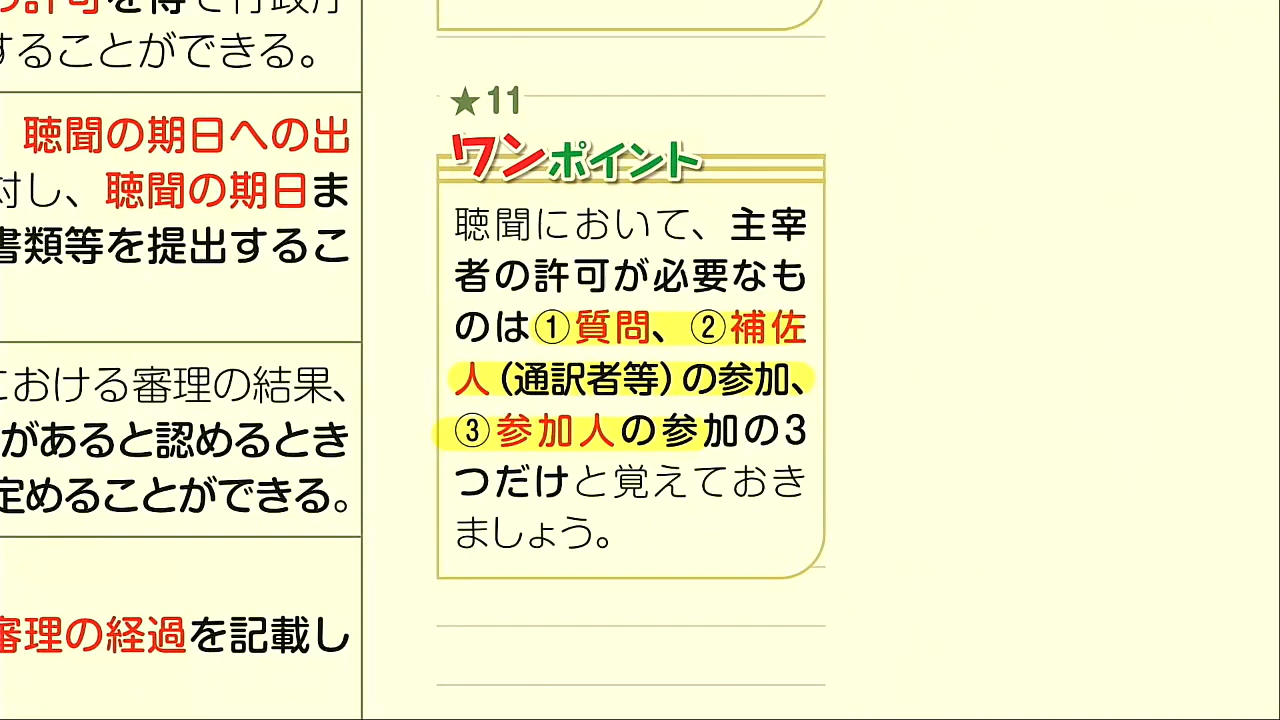 許可を得て行政庁
することができる。
聴聞の期日への出
対し、聴聞の期日ま
書類等を提出するこ
における審理の結果、
があると認めるとき
定めることができる。
審理の経過を記載し
★11
ワンポイント
聴聞において、主宰
者の許可が必要なも
のは①質問、②補佐
人(通訳者等)の参加、
③参加人の参加の3
つだけと覚えておき
ましょう。